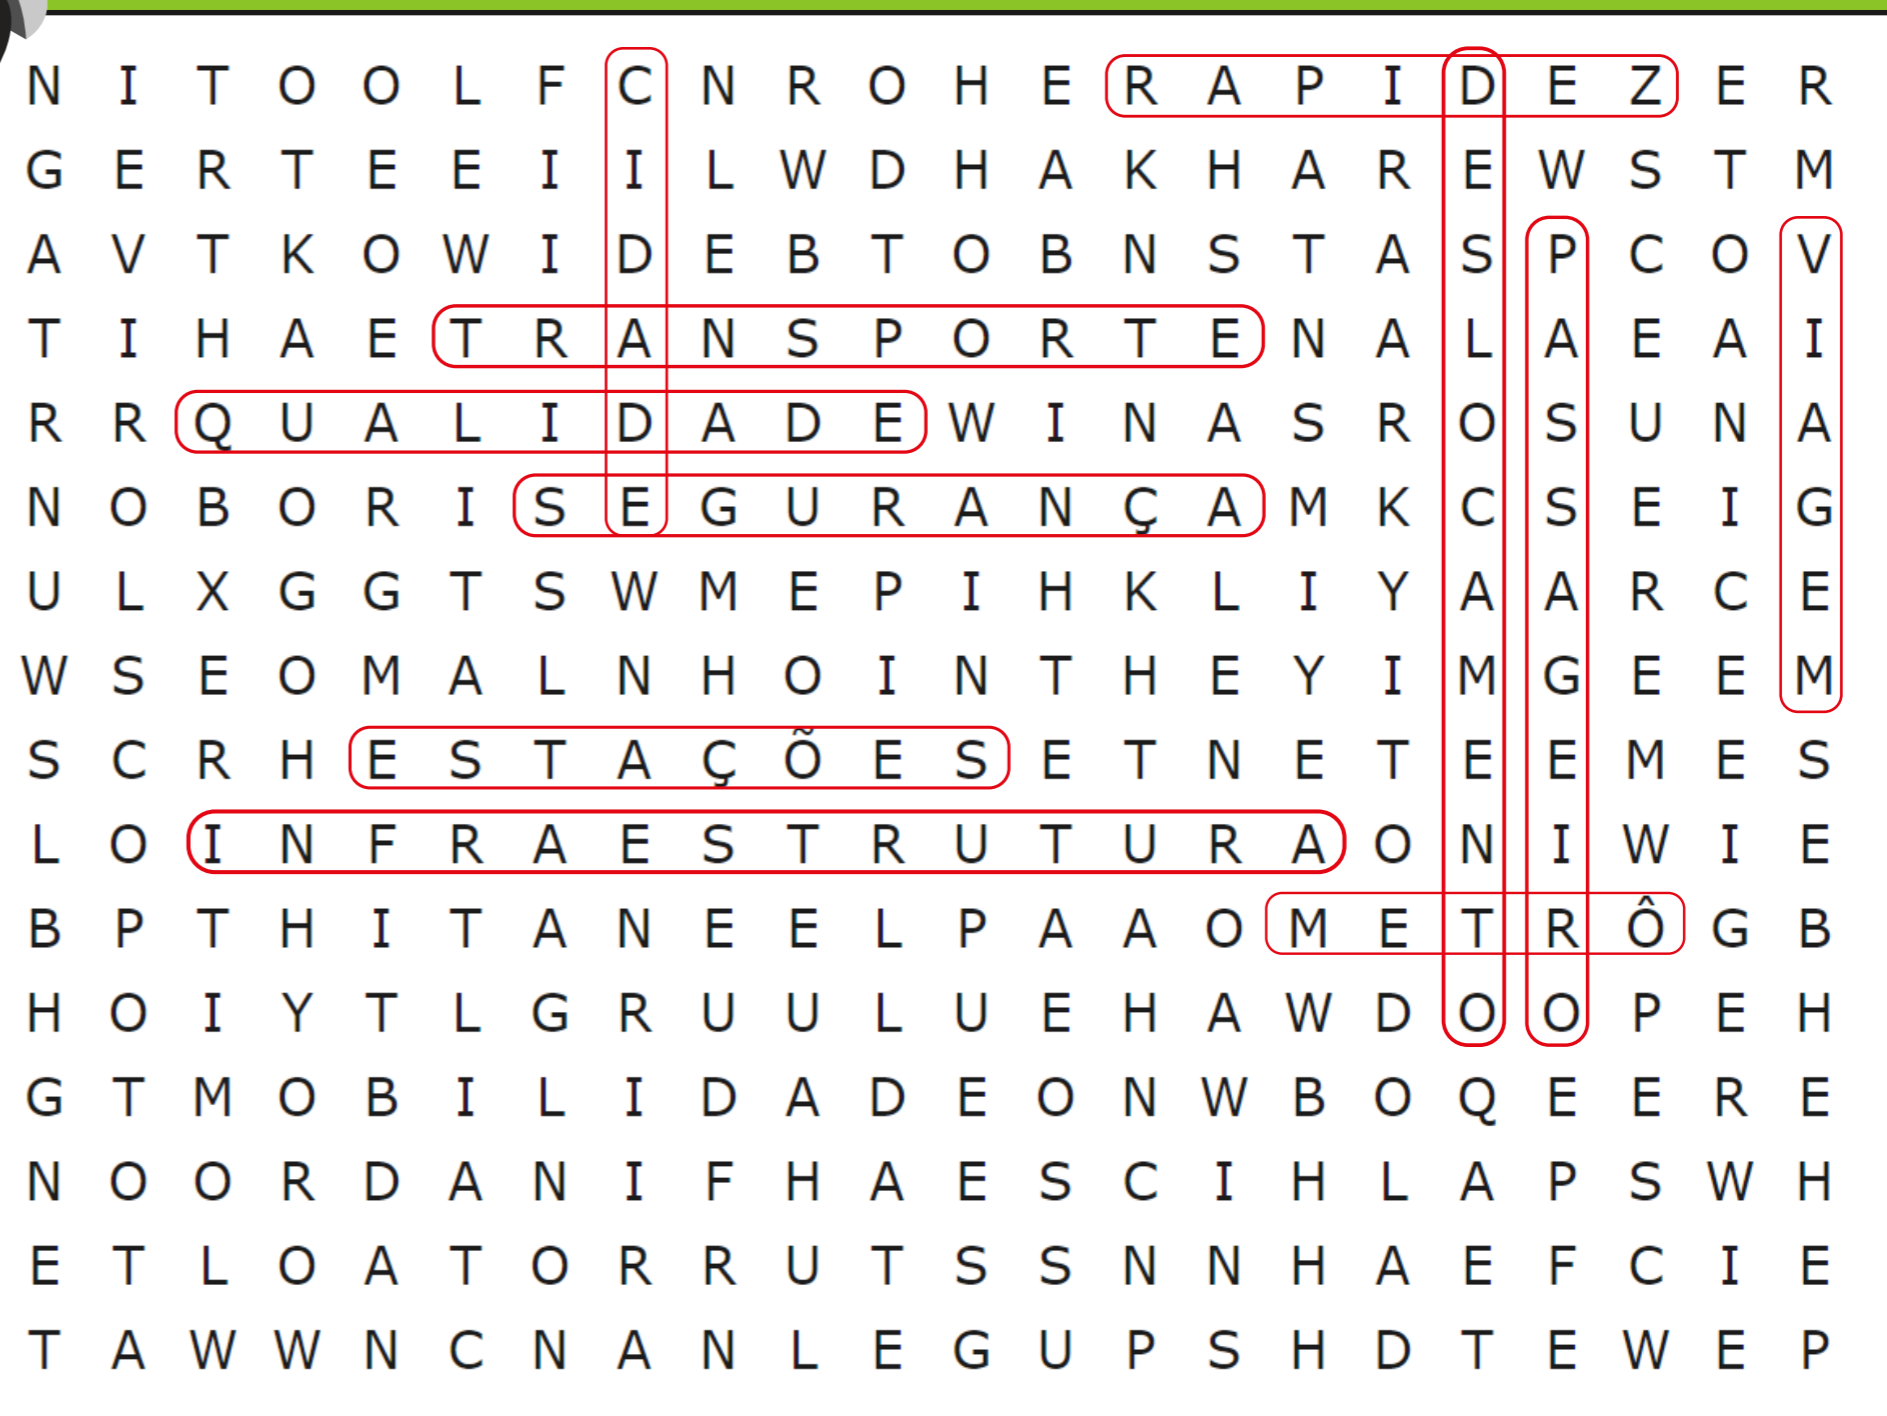 N I T O O L F C N R O H E R A P I D E Z E R
G E R T E E I I L W D H A K H A R E W S T M
A V T K O W I D E B T O B N S T A S P C O V
T I H A E T R A N S P O R T E N A L A E A I
R R Q U A L I D A D E W I N A S R O S U N A
N O B O R I S E G U R A N Ç A M K C S E I G
U L X G G T S W M E P I H K L I Y A A R C E
W S E O M A L N H O I N T H E Y I M G E E M
S C R H E S T A Ç Õ E S E T N E T E E M E S
L O I N F R A E S T R U T U R A O N I W I E
B P T H I T A N E E L P A A O M E T R Ô G B
H O I Y T L G R U U L U E H A W D O O P E H
G T M O B I L I D A D E O N W B O Q E E R E
N O O R D A N I F H A E S C I H L A P S W H
E T L O A T O R R U T S S N N H A E F C I E
T A W W N C N A N L E G U P S H D T E W E P